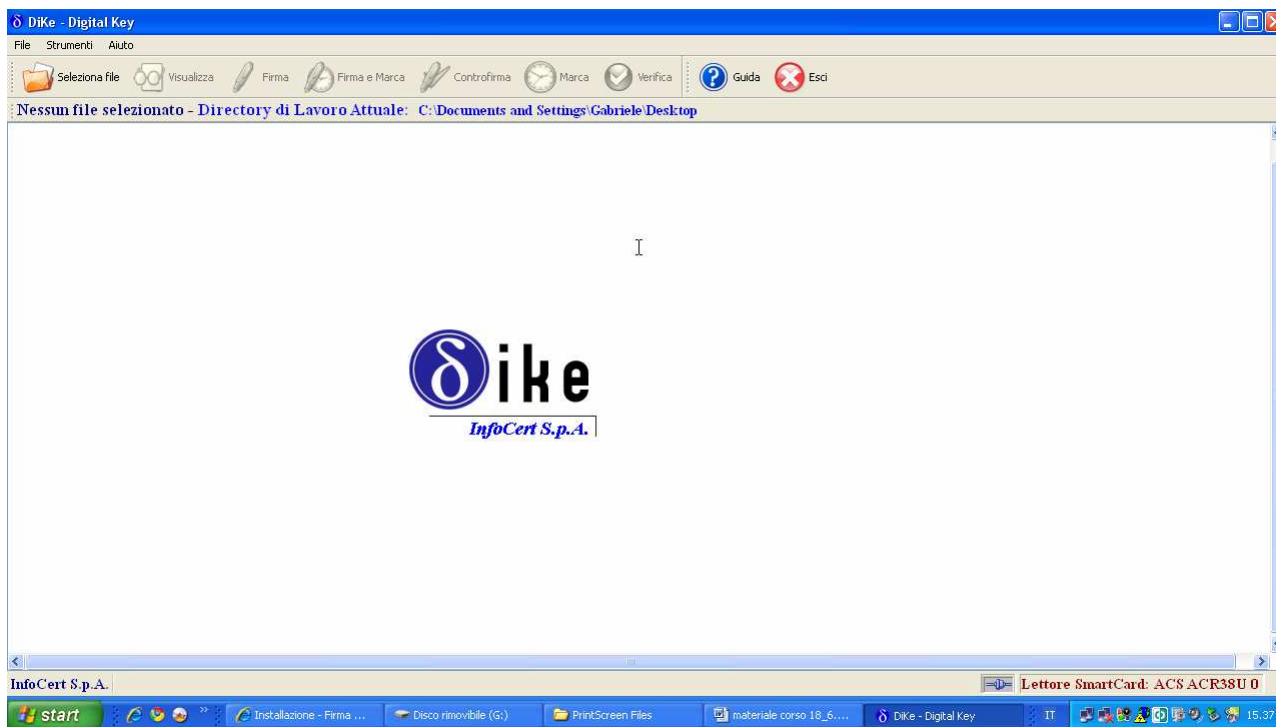 δ DiKe - Digital Key
File Strumenti Aiuto
Seleziona file Visualizza Firma Firma e Marca Controfirma Marca Verifica Guida Esci
Nessun file selezionato - Directory di Lavoro Attuale: C:\Documents and Settings\Gabriele\Desktop
δike
InfoCert S.p.A.
InfoCert S.p.A. Lettore SmartCard: ACS ACR38U 0
start Installazione - Firma ... Disco rimovibile (G:) PrintScreen Files materiale corso 18_6.... δ DiKe - Digital Key IT 15.37